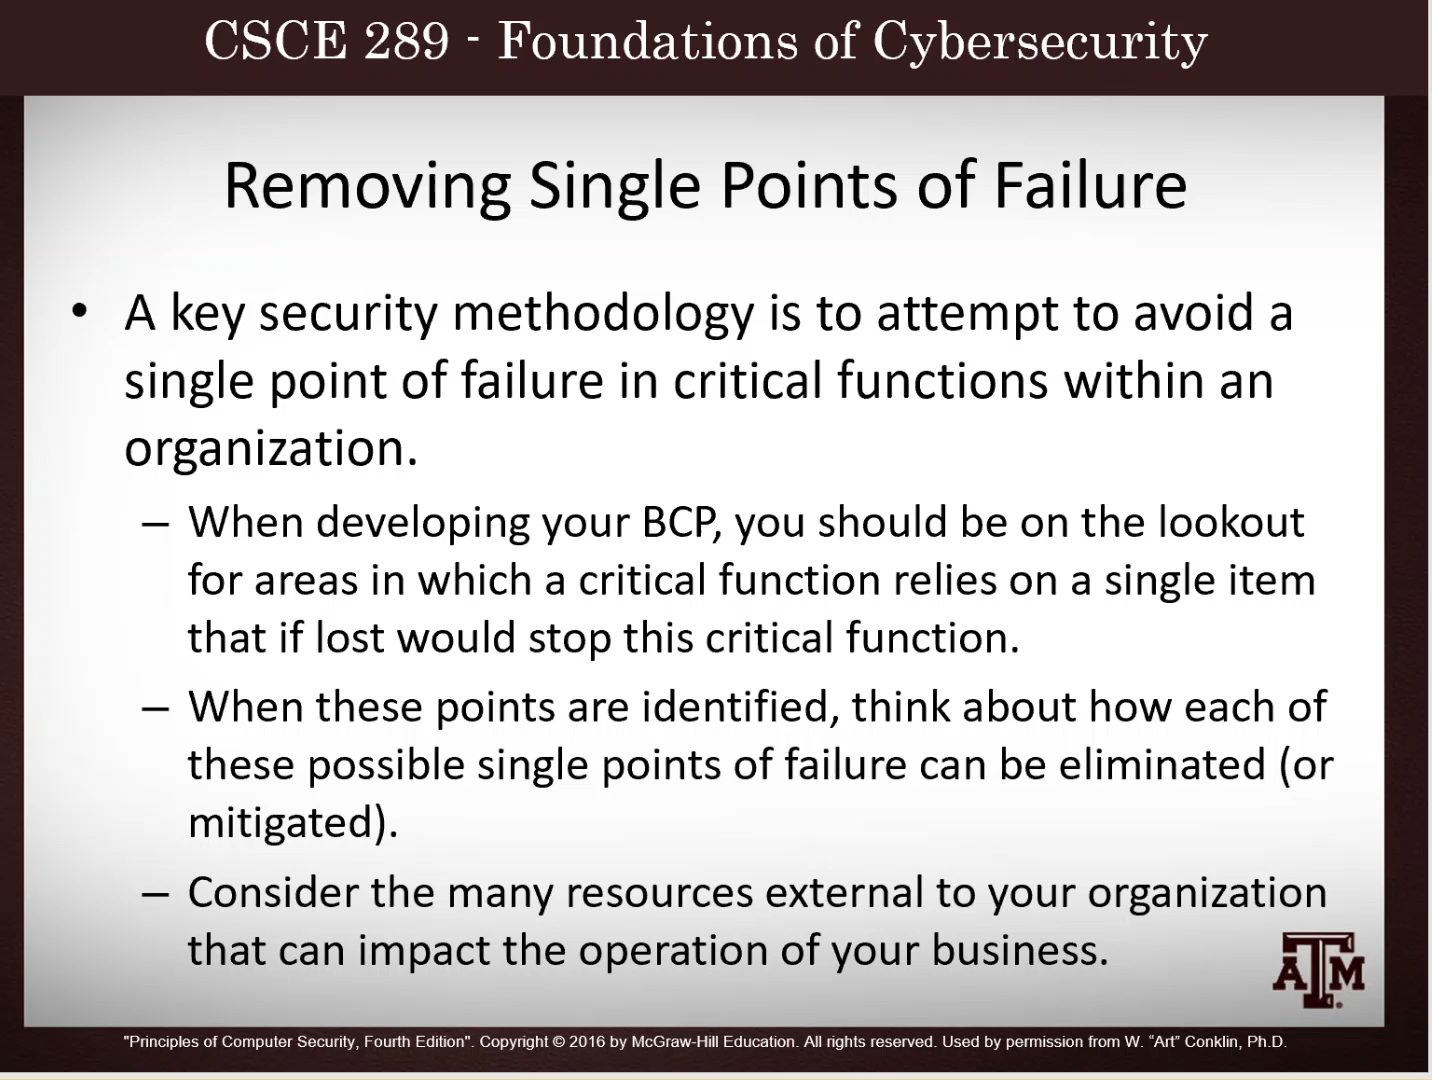 CSCE 289 - Foundations of Cybersecurity
Removing Single Points of Failure
• A key security methodology is to attempt to avoid a
single point of failure in critical functions within an
organization.
– When developing your BCP, you should be on the lookout
for areas in which a critical function relies on a single item
that if lost would stop this critical function.
– When these points are identified, think about how each of
these possible single points of failure can be eliminated (or
mitigated).
– Consider the many resources external to your organization
that can impact the operation of your business.
ATM
"Principles of Computer Security, Fourth Edition". Copyright © 2016 by McGraw-Hill Education. All rights reserved. Used by permission from W. “Art” Conklin, Ph.D.